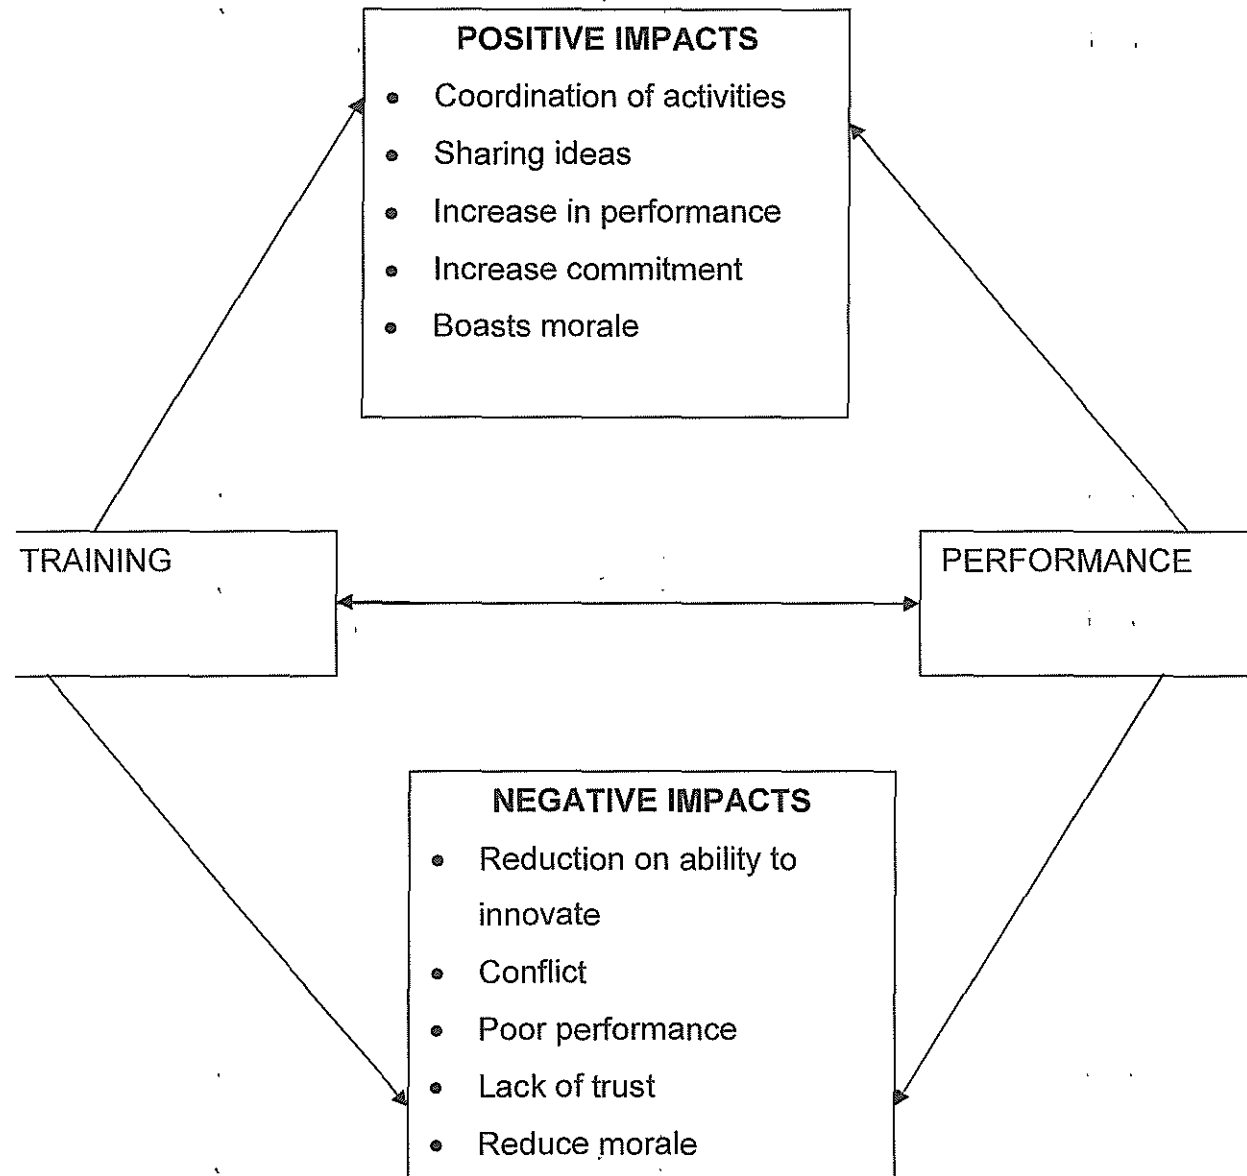 POSITIVE IMPACTS
• Coordination of activities
• Sharing ideas
• Increase in performance
• Increase commitment
• Boasts morale
TRAINING
PERFORMANCE
NEGATIVE IMPACTS
• Reduction on ability to
innovate
• Conflict
• Poor performance
• Lack of trust
• Reduce morale